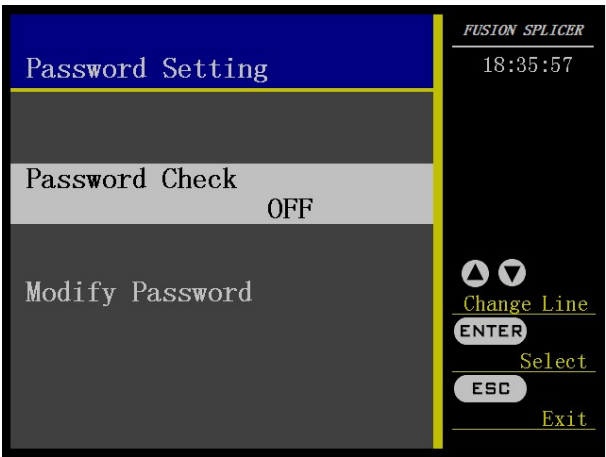 Password Setting
Password Check
OFF
Modify Password
FUSION SPLICER
18:35:57
Change Line
ENTER
Select
ESC
Exit